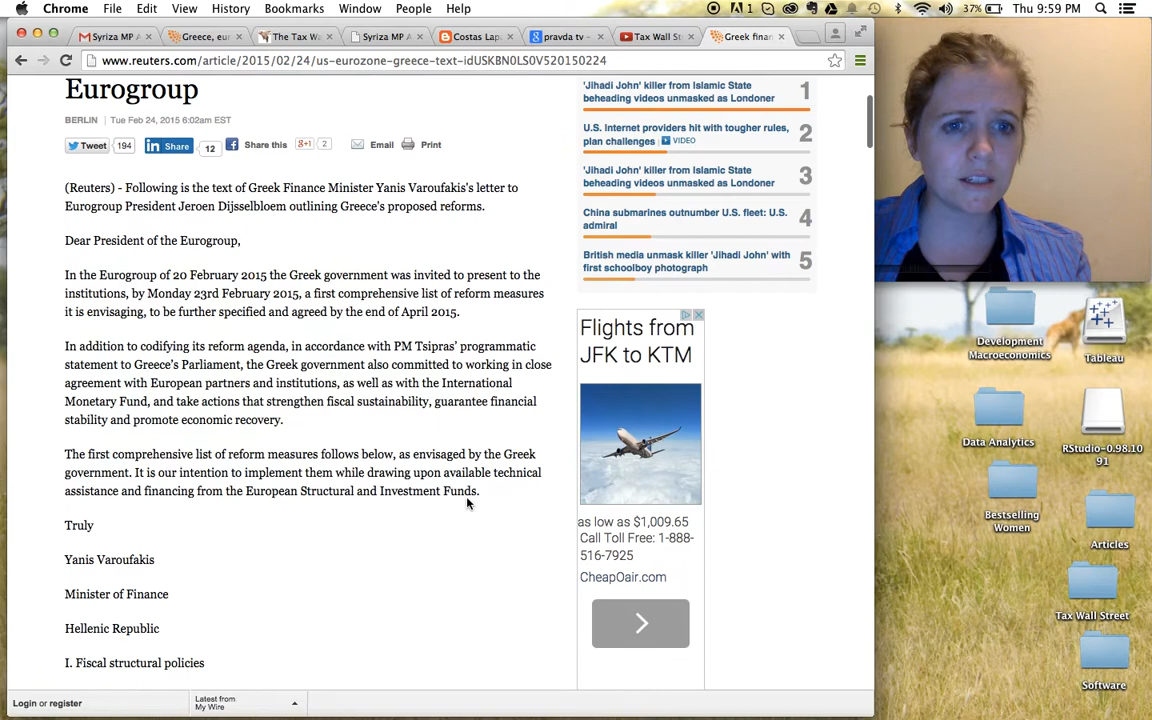 Chrome File Edit View History Bookmarks Window People Help
1 37% Thu 9:59 PM
Syriza MP A
Greece, eur
The Tax Wa
Syriza MP A
Costas Lap
pravda tv -
Tax Wall St
Greek finan
www.reuters.com/article/2015/02/24/us-eurozone-greece-text-idUSKBN0LS0V520150224
Eurogroup
BERLIN | Tue Feb 24, 2015 6:02am EST
Tweet 194 Share 12 Share this +1 2 Email Print
(Reuters) - Following is the text of Greek Finance Minister Yanis Varoufakis's letter to
Eurogroup President Jeroen Dijsselbloem outlining Greece's proposed reforms.
Dear President of the Eurogroup,
In the Eurogroup of 20 February 2015 the Greek government was invited to present to the
institutions, by Monday 23rd February 2015, a first comprehensive list of reform measures
it is envisaging, to be further specified and agreed by the end of April 2015.
In addition to codifying its reform agenda, in accordance with PM Tsipras' programmatic
statement to Greece's Parliament, the Greek government also committed to working in close
agreement with European partners and institutions, as well as with the International
Monetary Fund, and take actions that strengthen fiscal sustainability, guarantee financial
stability and promote economic recovery.
The first comprehensive list of reform measures follows below, as envisaged by the Greek
government. It is our intention to implement them while drawing upon available technical
assistance and financing from the European Structural and Investment Funds.
Truly
Yanis Varoufakis
Minister of Finance
Hellenic Republic
I. Fiscal structural policies
'Jihadi John' killer from Islamic State
beheading videos unmasked as Londoner
1
U.S. Internet providers hit with tougher rules,
plan challenges VIDEO
2
'Jihadi John' killer from Islamic State
beheading videos unmasked as Londoner
3
China submarines outnumber U.S. fleet: U.S.
admiral
4
British media unmask killer 'Jihadi John' with
first schoolboy photograph
5
Flights from
JFK to KTM
as low as $1,009.65
Call Toll Free: 1-888-
516-7925
CheapOair.com
Login or register
Latest from
My Wire
Development
Macroeconomics
Tableau
Data Analytics
RStudio-0.98.10
91
Bestselling
Women
Articles
Tax Wall Street
Software